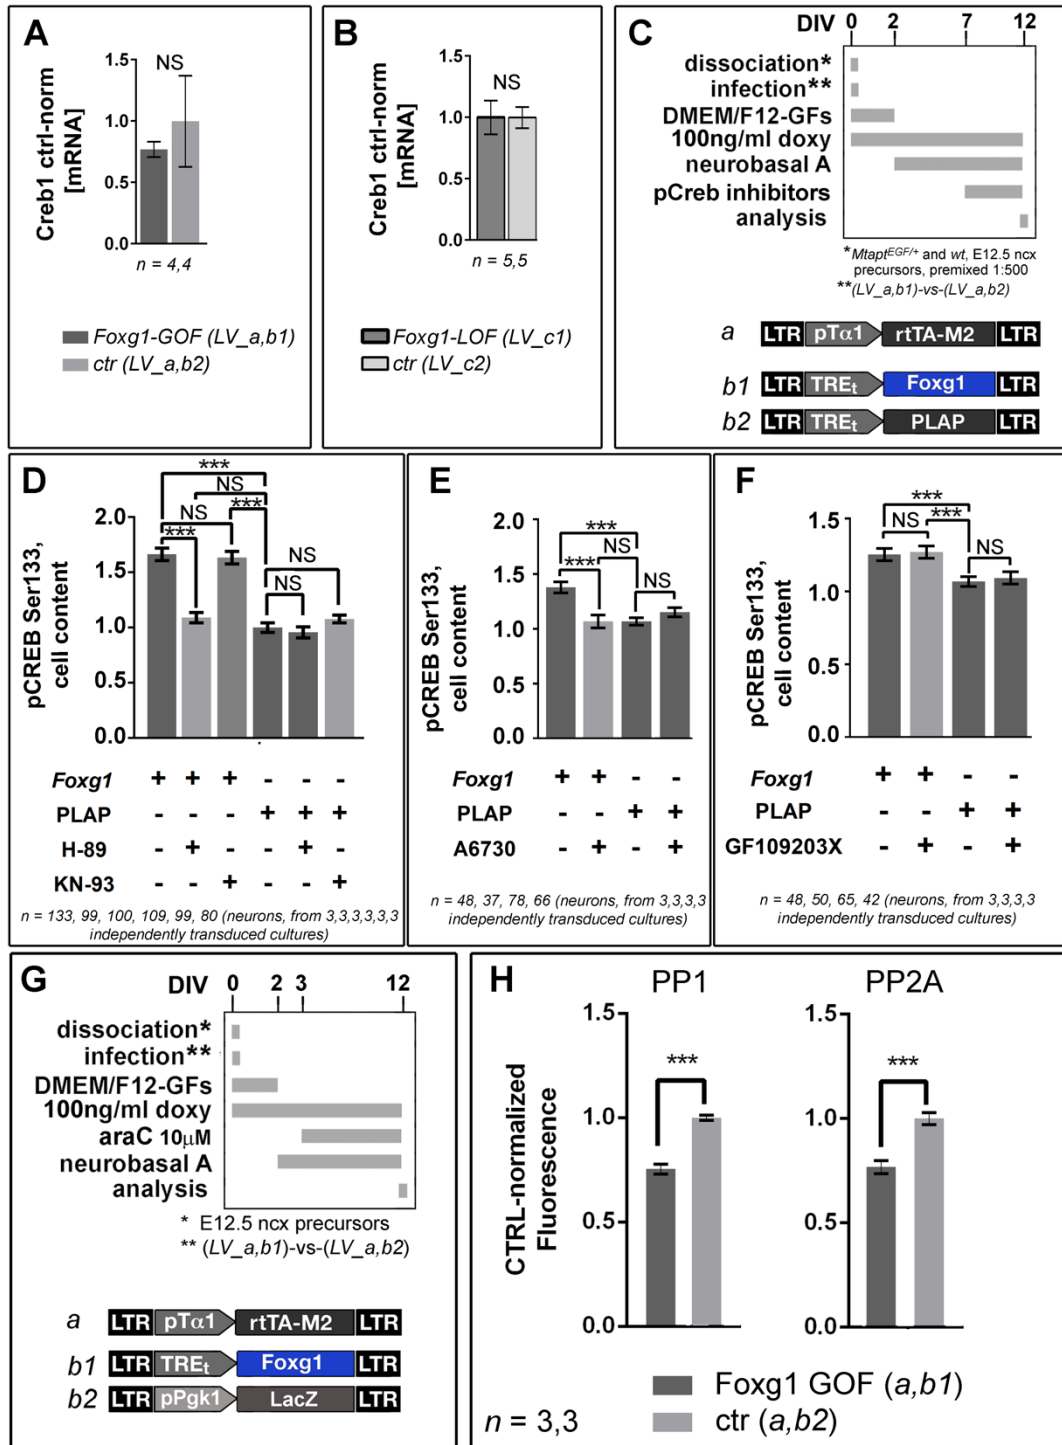 A
Creb1 ctrl-norm
[mRNA]
1.5
1.0
0.5
0.0
NS
n = 4,4
Foxg1-GOF (LV_a,b1)
ctr (LV_a,b2)
B
Creb1 ctrl-norm
[mRNA]
1.5
1.0
0.5
0.0
NS
n = 5,5
Foxg1-LOF (LV_c1)
ctr (LV_c2)
C
DIV 0 2 7 12
dissociation*
infection**
DMEM/F12-GFs
100ng/ml doxy
neurobasal A
pCreb inhibitors
analysis
*Mtapt^EGF/+ and wt, E12.5 ncx
precursors, premixed 1:500
**(LV_a,b1)-vs-(LV_a,b2)
a LTR pTα1 rtTA-M2 LTR
b1 LTR TREt Foxg1 LTR
b2 LTR TREt PLAP LTR
D
pCREB Ser133,
cell content
2.0
1.5
1.0
0.5
0.0
***
NS
NS ***
***
NS
NS
Foxg1 + + + - - -
PLAP - - - + + +
H-89 - + - - + -
KN-93 - - + - - +
n = 133, 99, 100, 109, 99, 80 (neurons, from 3,3,3,3,3,3
independently transduced cultures)
E
pCREB Ser133,
cell content
2.0
1.5
1.0
0.5
0.0
***
NS
***
NS
Foxg1 + + - -
PLAP - - + +
A6730 - + - +
n = 48, 37, 78, 66 (neurons, from 3,3,3,3
independently transduced cultures)
F
pCREB Ser133,
cell content
1.5
1.0
0.5
0.0
***
NS ***
NS
Foxg1 + + - -
PLAP - - + +
GF109203X - + - +
n = 48, 50, 65, 42 (neurons, from 3,3,3,3
independently transduced cultures)
G
DIV 0 2 3 12
dissociation*
infection**
DMEM/F12-GFs
100ng/ml doxy
araC 10µM
neurobasal A
analysis
* E12.5 ncx precursors
** (LV_a,b1)-vs-(LV_a,b2)
a LTR pTα1 rtTA-M2 LTR
b1 LTR TREt Foxg1 LTR
b2 LTR pPgk1 LacZ LTR
H
PP1
PP2A
CTRL-normalized
Fluorescence
1.5
1.0
0.5
0.0
***
1.5
1.0
0.5
0.0
***
Foxg1 GOF (a,b1)
ctr (a,b2)
n = 3,3